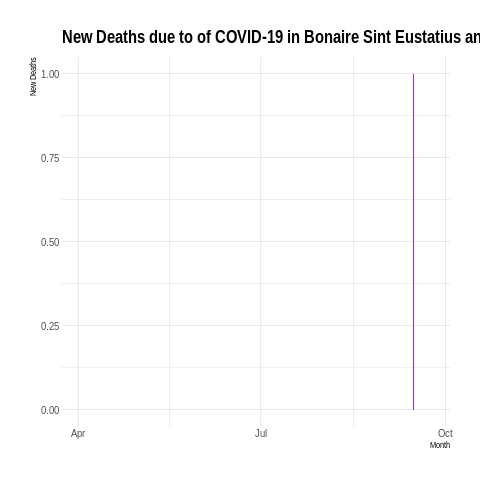 New Deaths due to of COVID-19 in Bonaire Sint Eustatius an
New Deaths
1.00
0.75
0.50
0.25
0.00
Apr Jul Oct
Month